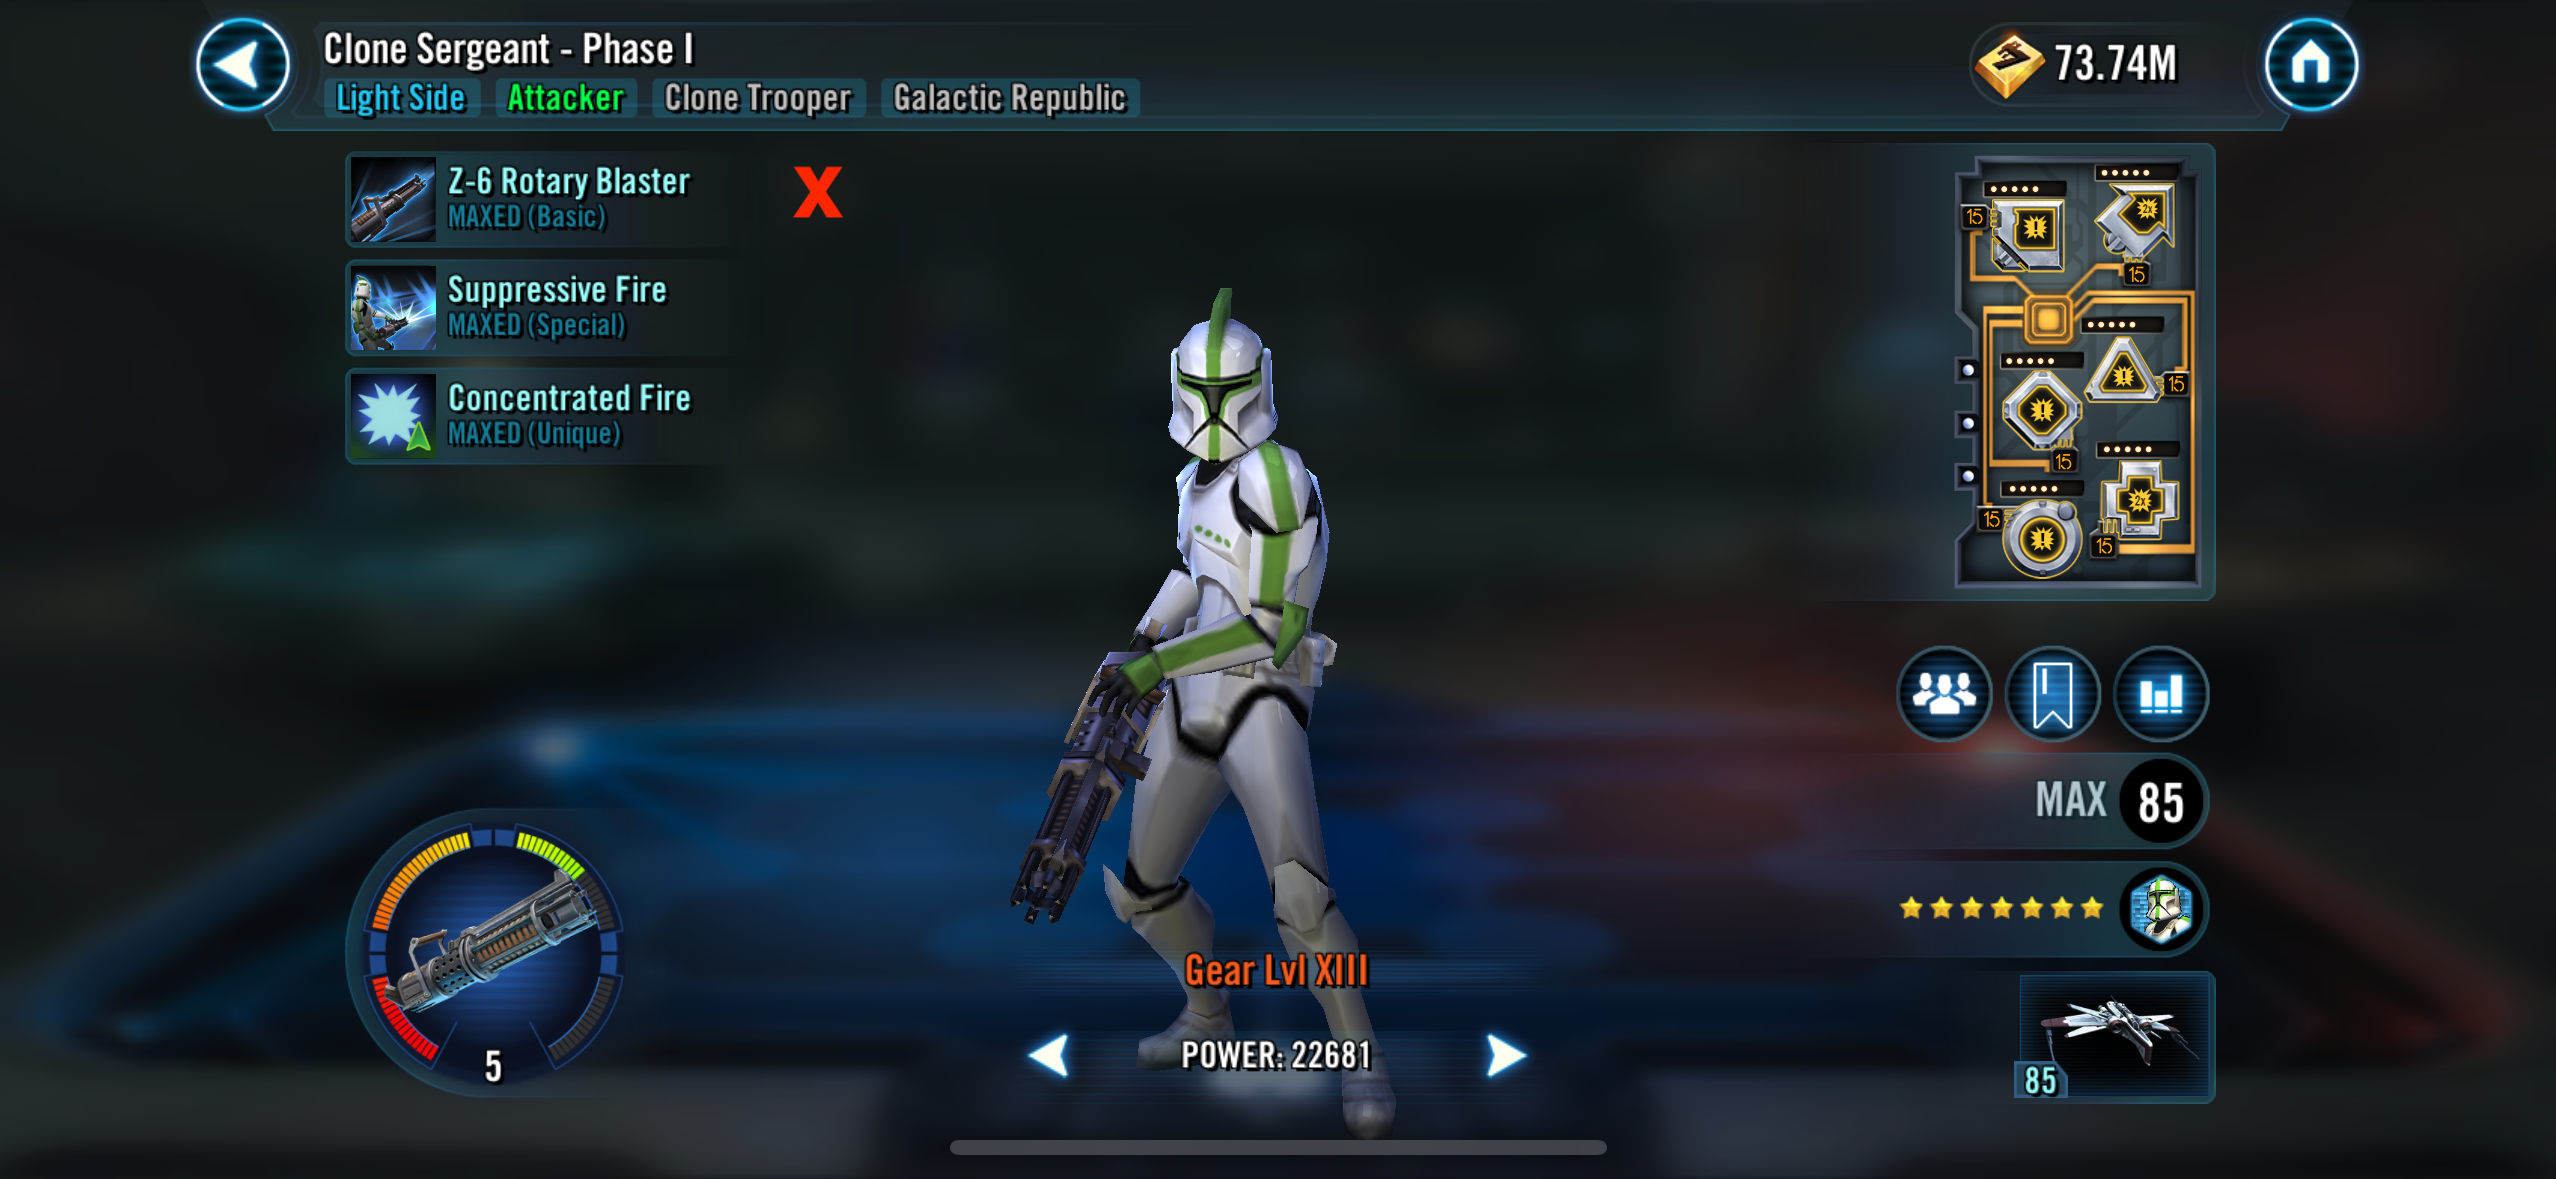 Clone Sergeant - Phase I
73.74M
Light Side Attacker Clone Trooper Galactic Republic
Z-6 Rotary Blaster
MAXED (Basic)
X
Suppressive Fire
MAXED (Special)
Concentrated Fire
MAXED (Unique)
15
15
15
15
2x
15
15
MAX 85
Gear Lvl XIII
POWER: 22681
5
85